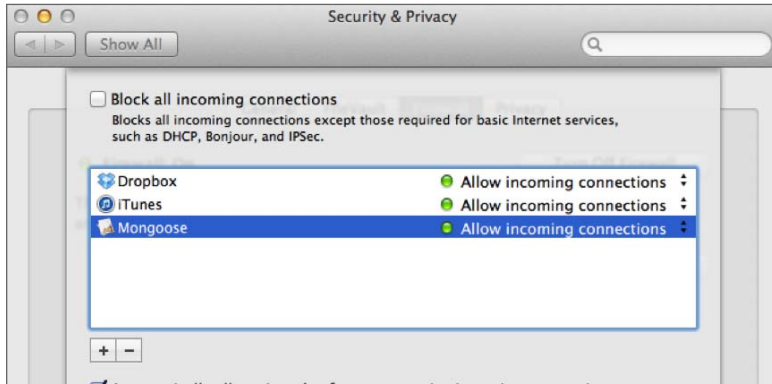 Security & Privacy
Show All
Block all incoming connections
Blocks all incoming connections except those required for basic Internet services,
such as DHCP, Bonjour, and IPSec.
Dropbox Allow incoming connections
iTunes Allow incoming connections
Mongoose Allow incoming connections
+ −